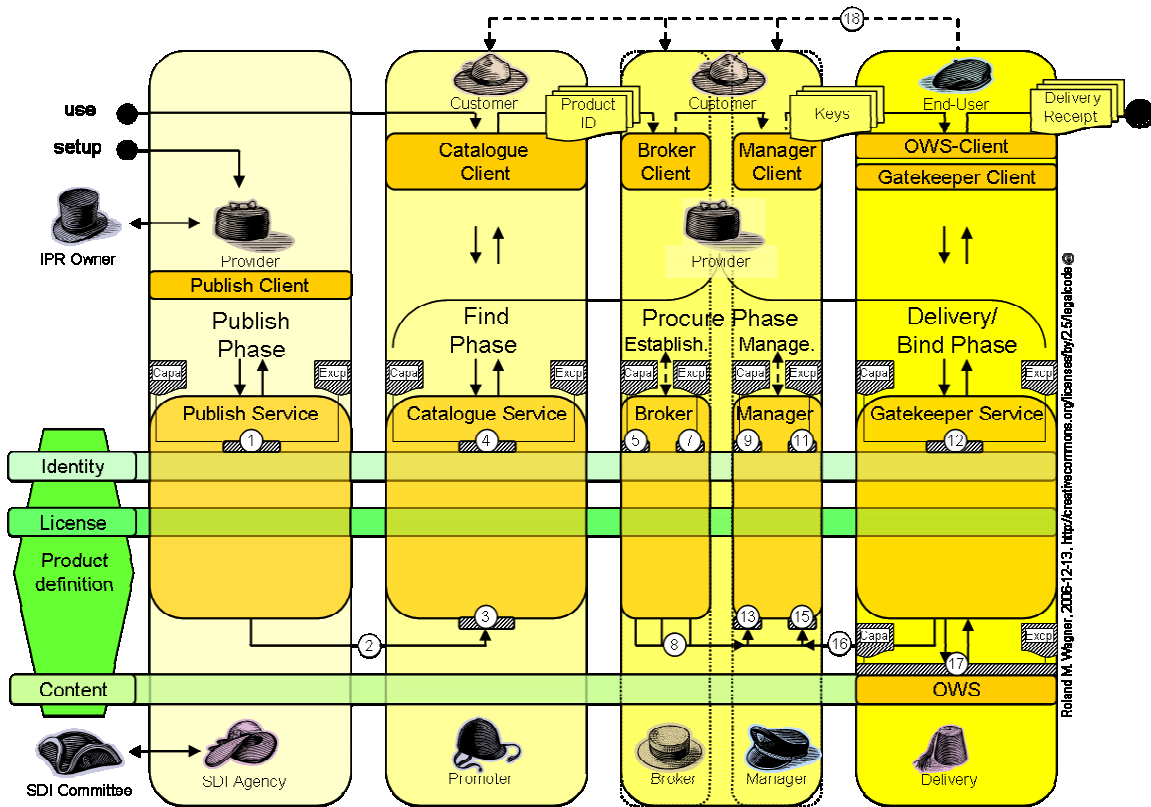 18
use
setup
Customer
Product
ID
Customer
Keys
End-User
Delivery
Receipt
Catalogue
Client
Broker
Client
Manager
Client
OWS-Client
Gatekeeper Client
IPR Owner
Provider
Provider
Publish Client
Publish
Phase
Find
Phase
Procure Phase
Establish.
Manage.
Delivery/
Bind Phase
Capa
Excp
Capa
Excp
Capa
Excp
Capa
Excp
Capa
Excp
Publish Service
Catalogue Service
Broker
Manager
Gatekeeper Service
1
4
5
7
9
11
12
Identity
License
Product
definition
3
13
15
2
8
16
Capa
Excp
17
Content
OWS
SDI Committee
SDI Agency
Promoter
Broker
Manager
Delivery
Roland M. Wagner, 2006-12-13, http://creativecommons.org/licenses/by/2.5/legalcode ©